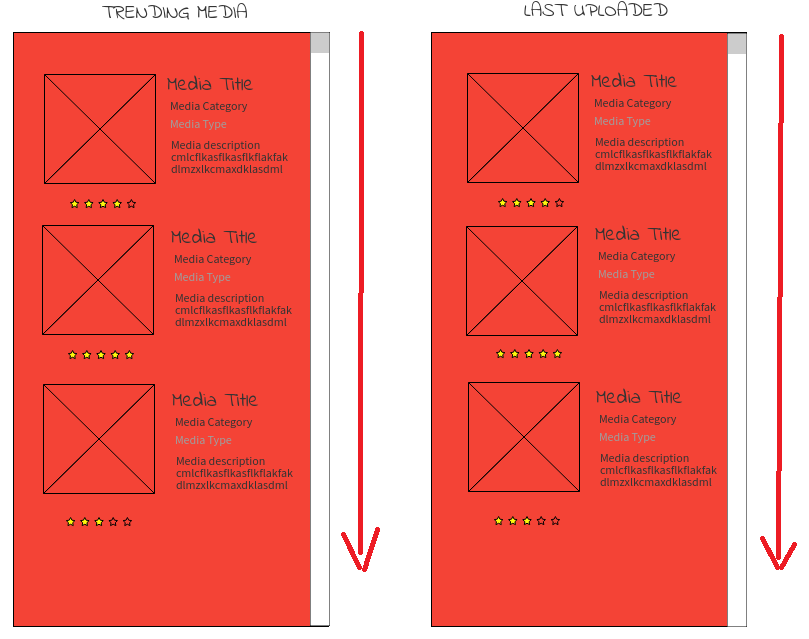 TRENDING MEDIA
Media Title
Media Category
Media Type
Media description
cmlcflkasflkasflkflakfak
dlmzxlkcmaxdklasdml
Media Title
Media Category
Media Type
Media description
cmlcflkasflkasflkflakfak
dlmzxlkcmaxdklasdml
Media Title
Media Category
Media Type
Media description
cmlcflkasflkasflkflakfak
dlmzxlkcmaxdklasdml
LAST UPLOADED
Media Title
Media Category
Media Type
Media description
cmlcflkasflkasflkflakfak
dlmzxlkcmaxdklasdml
Media Title
Media Category
Media Type
Media description
cmlcflkasflkasflkflakfak
dlmzxlkcmaxdklasdml
Media Title
Media Category
Media Type
Media description
cmlcflkasflkasflkflakfak
dlmzxlkcmaxdklasdml